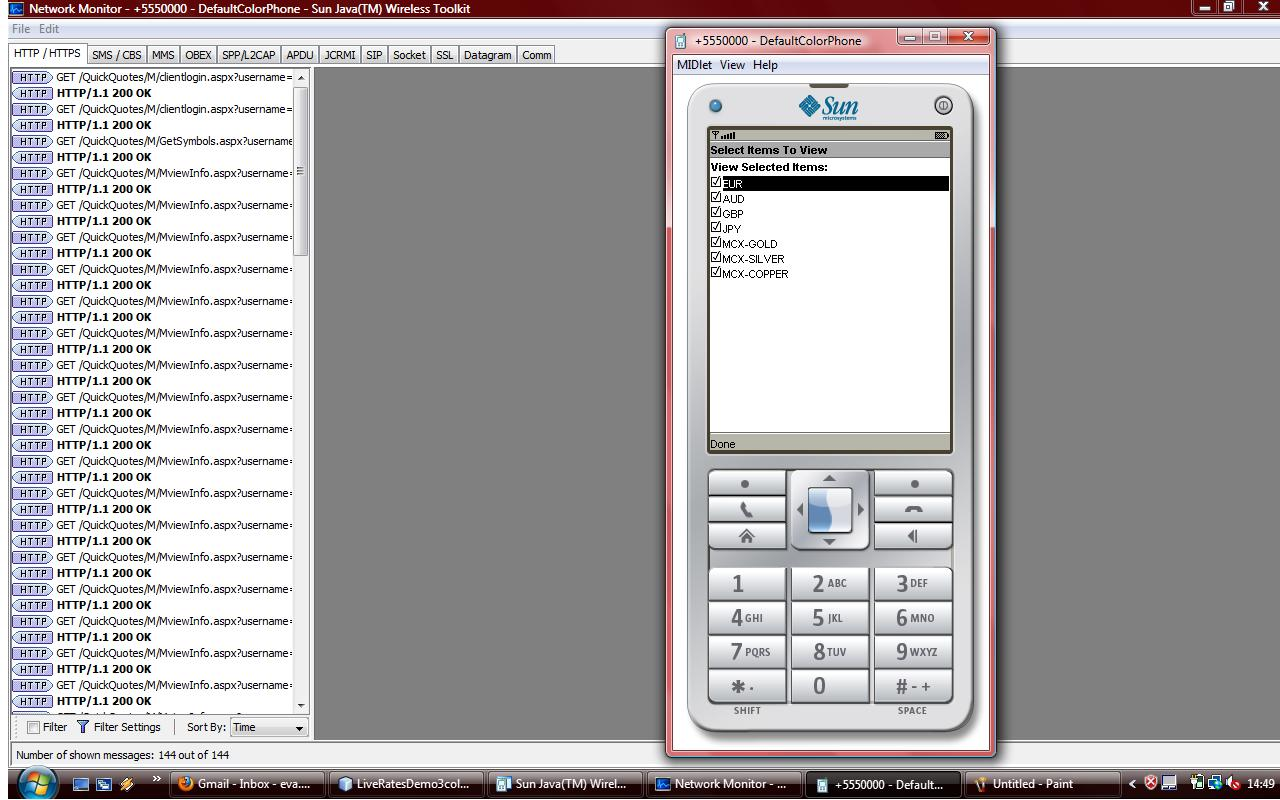 Network Monitor - +5550000 - DefaultColorPhone - Sun Java(TM) Wireless Toolkit
File Edit
HTTP / HTTPS SMS / CBS MMS OBEX SPP/L2CAP APDU JCRMI SIP Socket SSL Datagram Comm
HTTP GET /QuickQuotes/M/clientlogin.aspx?username=
HTTP HTTP/1.1 200 OK
HTTP GET /QuickQuotes/M/clientlogin.aspx?username=
HTTP HTTP/1.1 200 OK
HTTP GET /QuickQuotes/M/GetSymbols.aspx?username
HTTP HTTP/1.1 200 OK
HTTP GET /QuickQuotes/M/MviewInfo.aspx?username=
HTTP HTTP/1.1 200 OK
HTTP GET /QuickQuotes/M/MviewInfo.aspx?username=
HTTP HTTP/1.1 200 OK
HTTP GET /QuickQuotes/M/MviewInfo.aspx?username=
HTTP HTTP/1.1 200 OK
HTTP GET /QuickQuotes/M/MviewInfo.aspx?username=
HTTP HTTP/1.1 200 OK
HTTP GET /QuickQuotes/M/MviewInfo.aspx?username=
HTTP HTTP/1.1 200 OK
HTTP GET /QuickQuotes/M/MviewInfo.aspx?username=
HTTP HTTP/1.1 200 OK
HTTP GET /QuickQuotes/M/MviewInfo.aspx?username=
HTTP HTTP/1.1 200 OK
HTTP GET /QuickQuotes/M/MviewInfo.aspx?username=
HTTP HTTP/1.1 200 OK
HTTP GET /QuickQuotes/M/MviewInfo.aspx?username=
HTTP HTTP/1.1 200 OK
HTTP GET /QuickQuotes/M/MviewInfo.aspx?username=
HTTP HTTP/1.1 200 OK
HTTP GET /QuickQuotes/M/MviewInfo.aspx?username=
HTTP HTTP/1.1 200 OK
HTTP GET /QuickQuotes/M/MviewInfo.aspx?username=
HTTP HTTP/1.1 200 OK
HTTP GET /QuickQuotes/M/MviewInfo.aspx?username=
HTTP HTTP/1.1 200 OK
HTTP GET /QuickQuotes/M/MviewInfo.aspx?username=
HTTP HTTP/1.1 200 OK
HTTP GET /QuickQuotes/M/MviewInfo.aspx?username=
HTTP HTTP/1.1 200 OK
HTTP GET /QuickQuotes/M/MviewInfo.aspx?username=
HTTP HTTP/1.1 200 OK
HTTP GET /QuickQuotes/M/MviewInfo.aspx?username=
HTTP HTTP/1.1 200 OK
Filter Filter Settings Sort By: Time
Number of shown messages: 144 out of 144
+5550000 - DefaultColorPhone
MIDlet View Help
Sun
microsystems
Select Items To View
View Selected Items:
EUR
AUD
GBP
JPY
MCX-GOLD
MCX-SILVER
MCX-COPPER
Done
1 2 ABC 3 DEF
4 GHI 5 JKL 6 MNO
7 PQRS 8 TUV 9 WXYZ
* . 0 # - +
SHIFT SPACE
Gmail - Inbox - eva.... LiveRatesDemo3col... Sun Java(TM) Wirel... Network Monitor - ... +5550000 - Default... Untitled - Paint 14:49